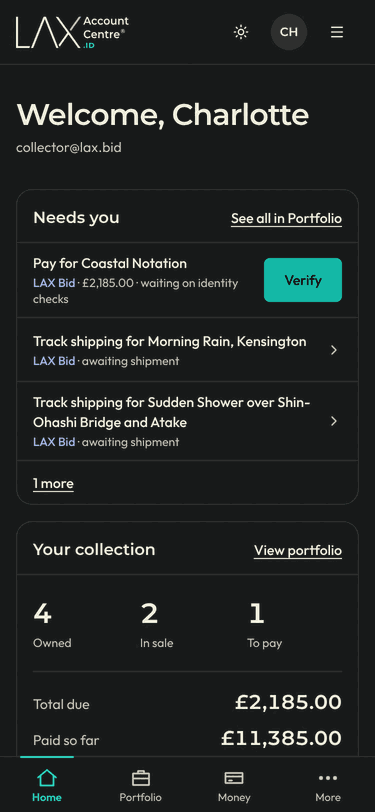 LAX Account
Centre®
.ID
CH
Welcome, Charlotte
collector@lax.bid
Needs you
See all in Portfolio
Pay for Coastal Notation
LAX Bid · £2,185.00 · waiting on identity
checks
Verify
Track shipping for Morning Rain, Kensington
LAX Bid · awaiting shipment
Track shipping for Sudden Shower over Shin-
Ohashi Bridge and Atake
LAX Bid · awaiting shipment
1 more
Your collection
View portfolio
4 2 1
Owned In sale To pay
Total due £2,185.00
Paid so far £11,385.00
Home Portfolio Money More